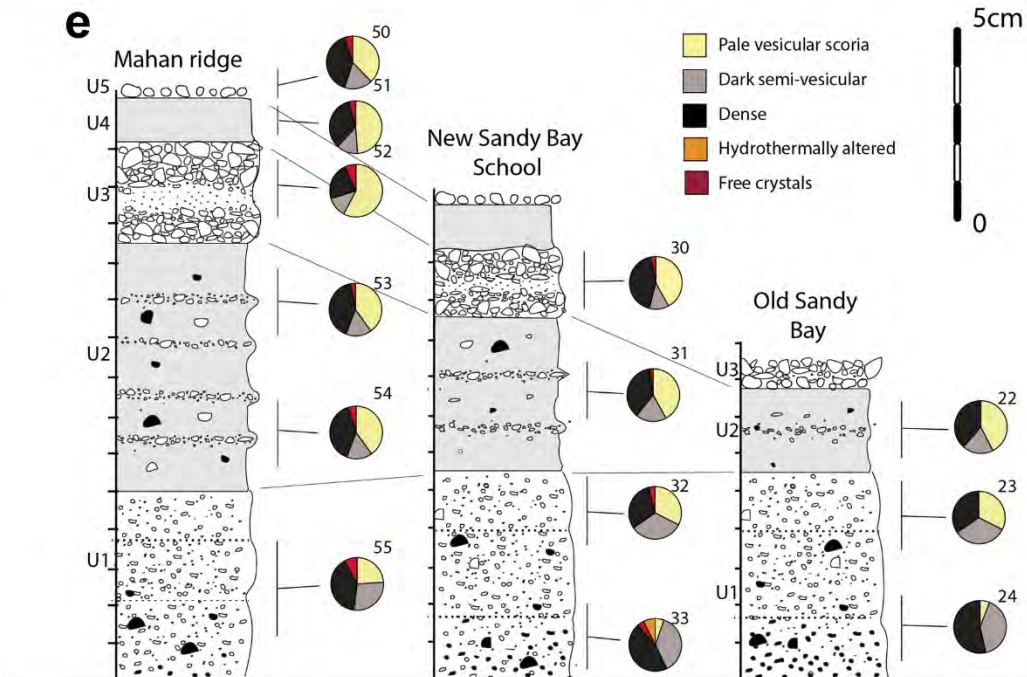 e
Mahan ridge
U5
U4
U3
U2
U1
50
51
52
53
54
55
New Sandy Bay
School
30
31
32
33
Old Sandy
Bay
U3
U2
U1
22
23
24
Pale vesicular scoria
Dark semi-vesicular
Dense
Hydrothermally altered
Free crystals
5cm
0